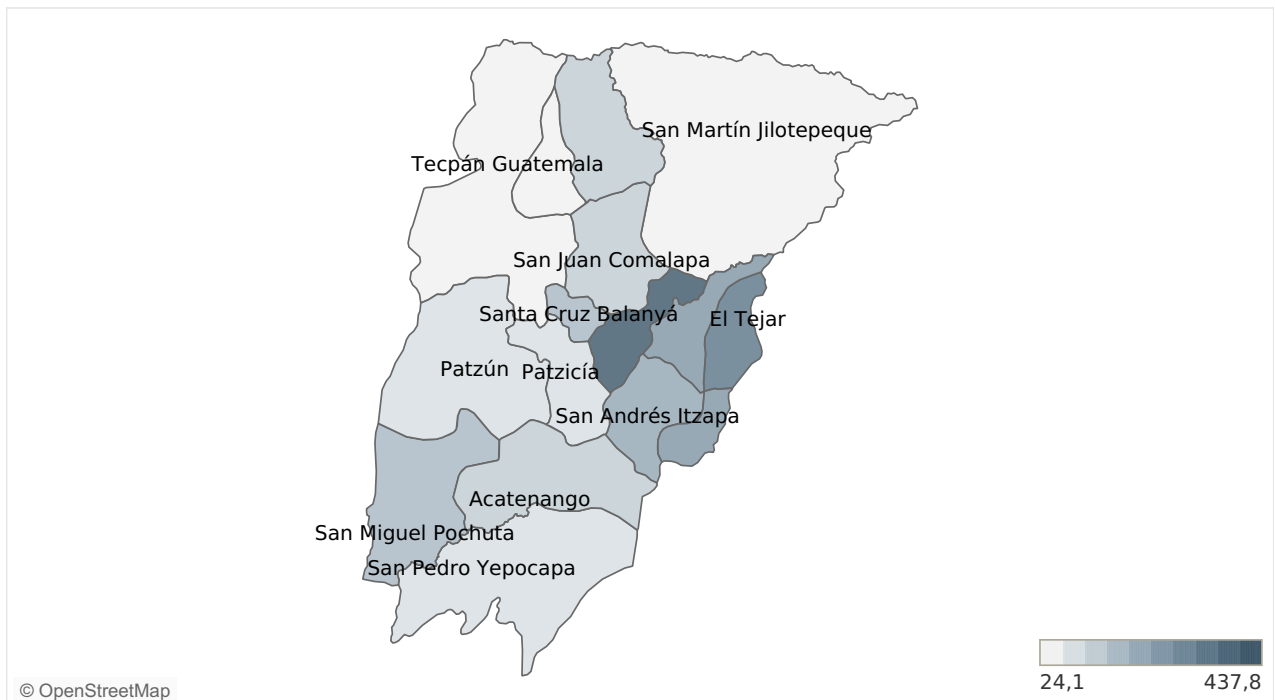 San Martín Jilotepeque
Tecpán Guatemala
San Juan Comalapa
Santa Cruz Balanyá
El Tejar
Patzún
Patzicía
San Andrés Itzapa
Acatenango
San Miguel Pochuta
San Pedro Yepocapa
24,1
437,8
© OpenStreetMap